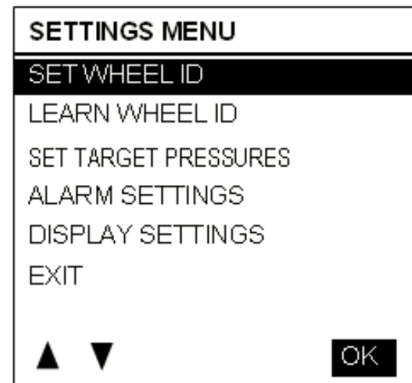 SETTINGS MENU
SET WHEEL ID
LEARN WHEEL ID
SET TARGET PRESSURES
ALARM SETTINGS
DISPLAY SETTINGS
EXIT
▲ ▼ OK